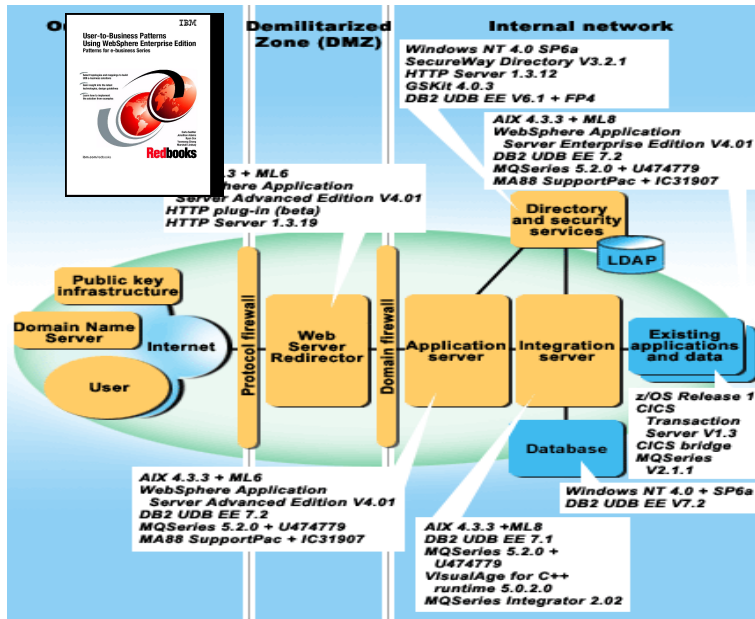 IBM
User-to-Business Patterns
Using WebSphere Enterprise Edition
Patterns for e-business Series
Redbooks
Demilitarized
Zone (DMZ)
Internal network
Windows NT 4.0 SP6a
SecureWay Directory V3.2.1
HTTP Server 1.3.12
GSKit 4.0.3
DB2 UDB EE V6.1 + FP4
AIX 4.3.3 + ML8
WebSphere Application
Server Enterprise Edition V4.01
DB2 UDB EE 7.2
MQSeries 5.2.0 + U474779
MA88 SupportPac + IC31907
+ ML6
Application
Server Advanced Edition V4.01
HTTP plug-in (beta)
HTTP Server 1.3.19
Directory
and security
services
LDAP
Public key
infrastructure
Domain Name
Server
Internet
User
Protocol firewall
Web
Server
Redirector
Domain firewall
Application
server
Integration
server
Existing
applications
and data
Database
z/OS Release 1
CICS
Transaction
Server V1.3
CICS bridge
MQSeries
V2.1.1
Windows NT 4.0 + SP6a
DB2 UDB EE V7.2
AIX 4.3.3 + ML6
WebSphere Application
Server Advanced Edition V4.01
DB2 UDB EE 7.2
MQSeries 5.2.0 + U474779
MA88 SupportPac + IC31907
AIX 4.3.3 +ML8
DB2 UDB EE 7.1
MQSeries 5.2.0 +
U474779
VisualAge for C++
runtime 5.0.2.0
MQSeries Integrator 2.02